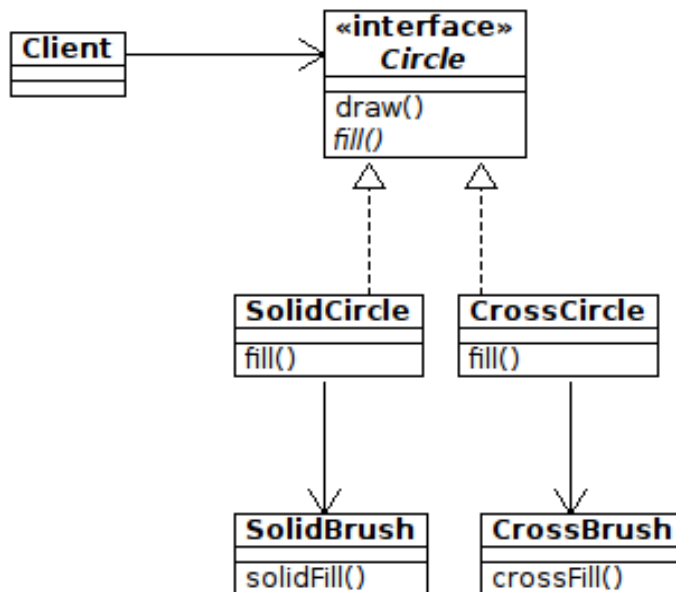 Client
«interface»
Circle
draw()
fill()
SolidCircle
fill()
CrossCircle
fill()
SolidBrush
solidFill()
CrossBrush
crossFill()